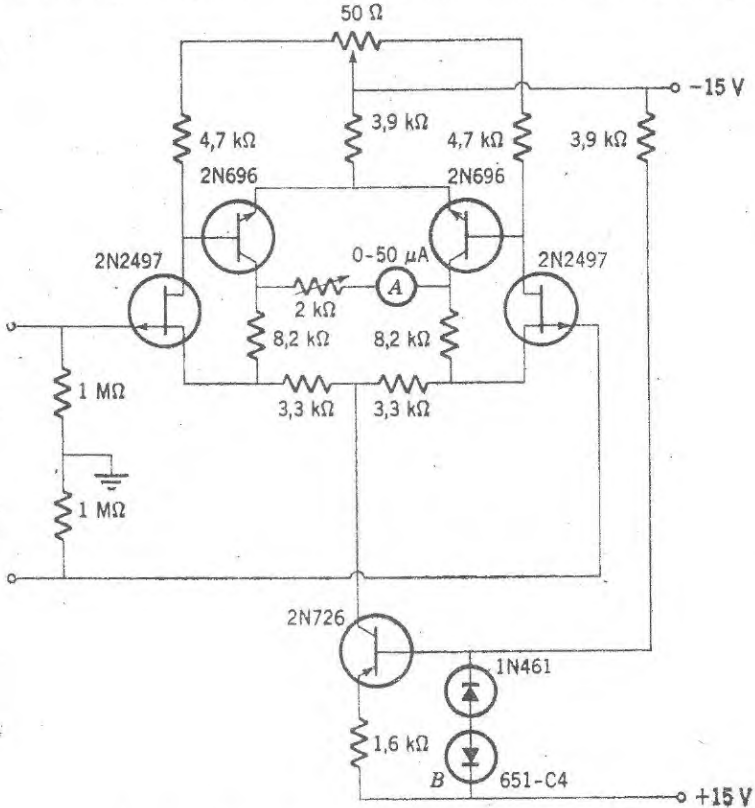 50 Ω
−15 V
4,7 kΩ
3,9 kΩ
4,7 kΩ
3,9 kΩ
2N696
2N696
2N2497
0-50 μA
2N2497
A
2 kΩ
8,2 kΩ
8,2 kΩ
1 MΩ
3,3 kΩ
3,3 kΩ
1 MΩ
2N726
1N461
1,6 kΩ
B
651-C4
+15 V